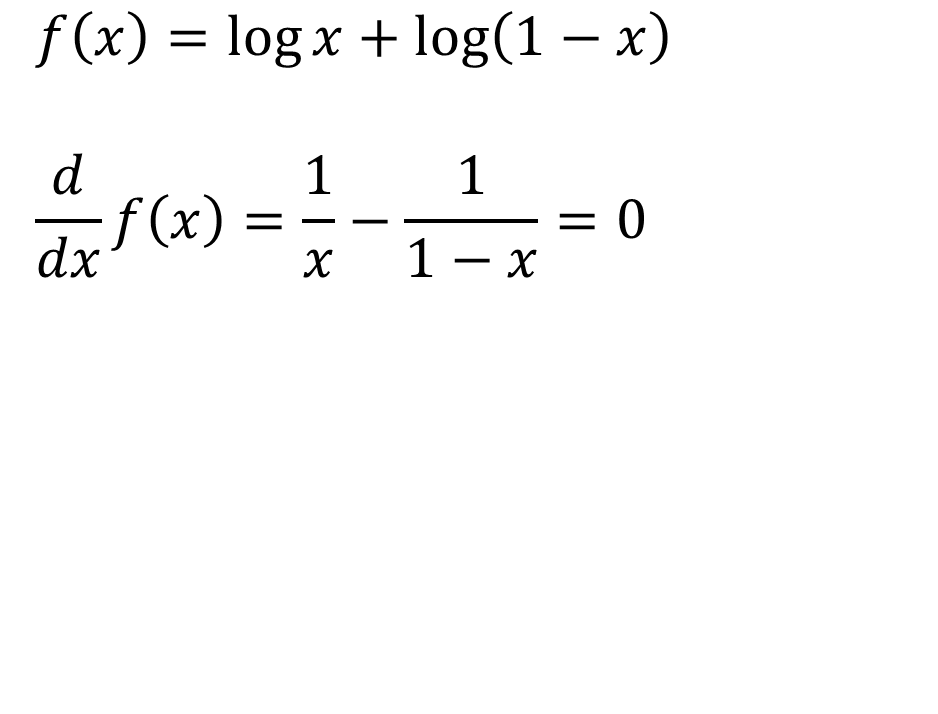 f(x) = log x + log(1 − x)
d/dx f(x) = 1/x − 1/(1 − x) = 0